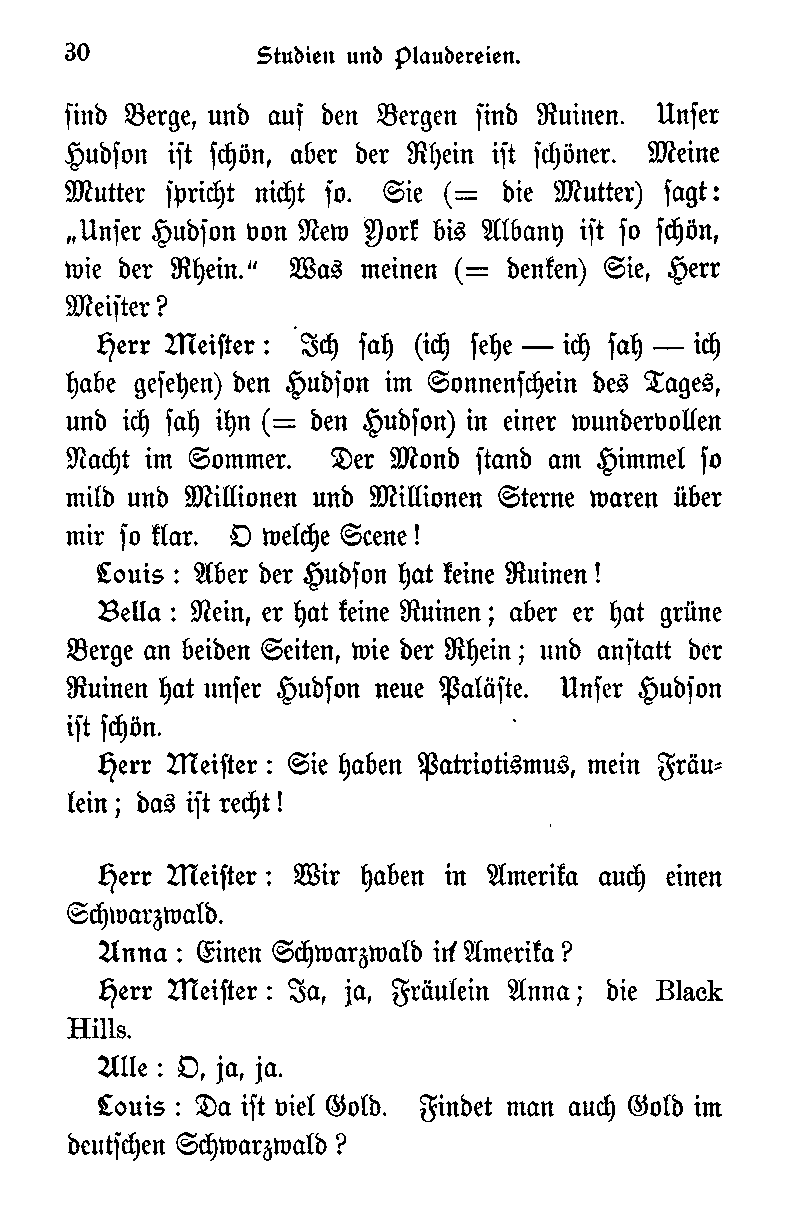 30 Studien und Plaudereien.
sind Berge, und auf den Bergen sind Ruinen. Unser
Hudson ist schön, aber der Rhein ist schöner. Meine
Mutter spricht nicht so. Sie (= die Mutter) sagt:
„Unser Hudson von New York bis Albany ist so schön,
wie der Rhein.“ Was meinen (= denken) Sie, Herr
Meister?
Herr Meister: Ich sah (ich sehe — ich sah — ich
habe gesehen) den Hudson im Sonnenschein des Tages,
und ich sah ihn (= den Hudson) in einer wundervollen
Nacht im Sommer. Der Mond stand am Himmel so
mild und Millionen und Millionen Sterne waren über
mir so klar. O welche Scene!
Louis: Aber der Hudson hat keine Ruinen!
Bella: Nein, er hat keine Ruinen; aber er hat grüne
Berge an beiden Seiten, wie der Rhein; und anstatt der
Ruinen hat unser Hudson neue Paläste. Unser Hudson
ist schön.
Herr Meister: Sie haben Patriotismus, mein Fräu-
lein; das ist recht!
Herr Meister: Wir haben in Amerika auch einen
Schwarzwald.
Anna: Einen Schwarzwald in Amerika?
Herr Meister: Ja, ja, Fräulein Anna; die Black
Hills.
Alle: O, ja, ja.
Louis: Da ist viel Gold. Findet man auch Gold im
deutschen Schwarzwald?